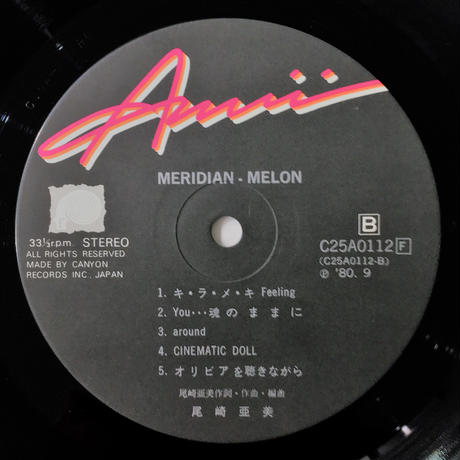 Amii
MERIDIAN - MELON
B
33⅓r.p.m. STEREO
ALL RIGHTS RESERVED
MADE BY CANYON
RECORDS INC., JAPAN
C25A0112 F
(C25A0112-B)
Ⓟ '80. 9
1. キ・ラ・メ・キ Feeling
2. You…魂のままに
3. around
4. CINEMATIC DOLL
5. オリビアを聴きながら
尾崎亜美作詞・作曲・編曲
尾崎亜美